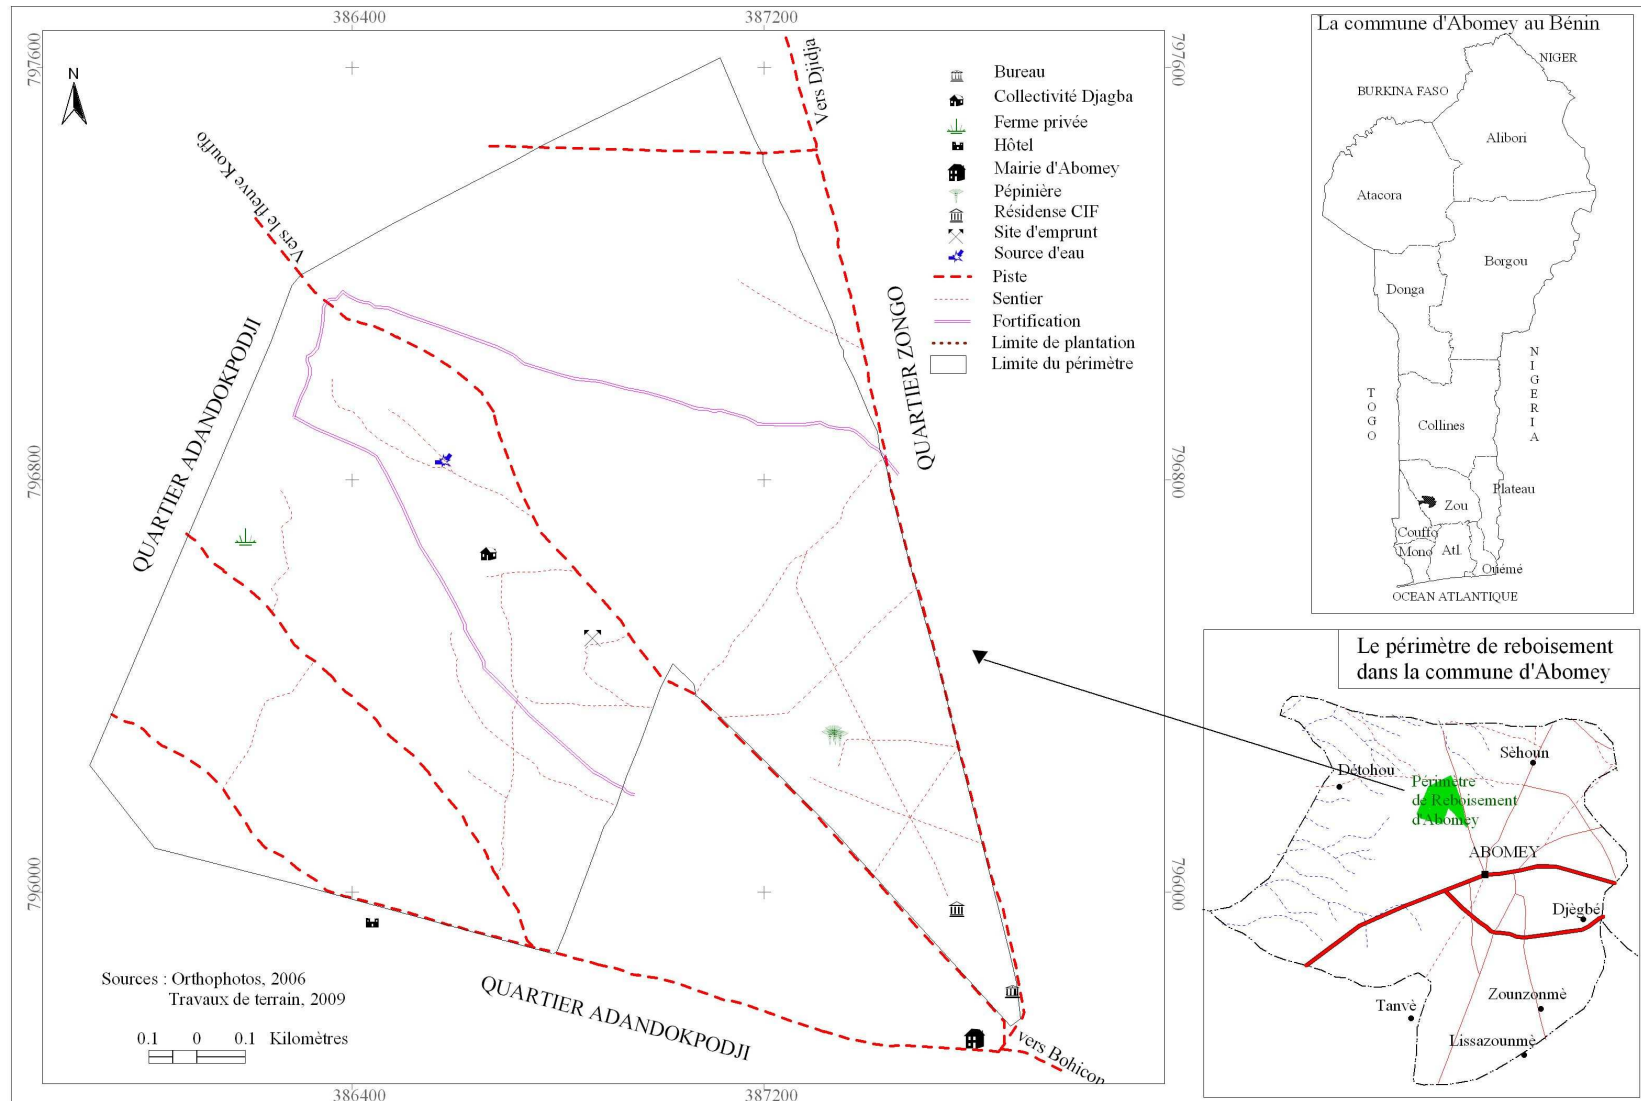 386400
387200
797600
797600
N
Vers Djidja
Vers le fleuve Kouffo
Bureau
Collectivité Djagba
Ferme privée
Hôtel
Mairie d'Abomey
Pépinière
Résidense CIF
Site d'emprunt
Source d'eau
Piste
Sentier
Fortification
Limite de plantation
Limite du périmètre
QUARTIER ZONGO
QUARTIER ADANDOKPODJI
796800
796800
796000
796000
Sources : Orthophotos, 2006
Travaux de terrain, 2009
0.1 0 0.1 Kilomètres
QUARTIER ADANDOKPODJI
vers Bohicon
386400
387200
La commune d'Abomey au Bénin
NIGER
BURKINA FASO
Alibori
Atacora
Borgou
Donga
NIGERIA
TOGO
Collines
Plateau
Zou
Couffo
Mono
Atl.
Ouémé
OCEAN ATLANTIQUE
Le périmètre de reboisement
dans la commune d'Abomey
Sèhoun
Détohou
Périmètre
de Reboisement
d'Abomey
ABOMEY
Djègbé
Tanvè
Zounzonmè
Lissazounmè